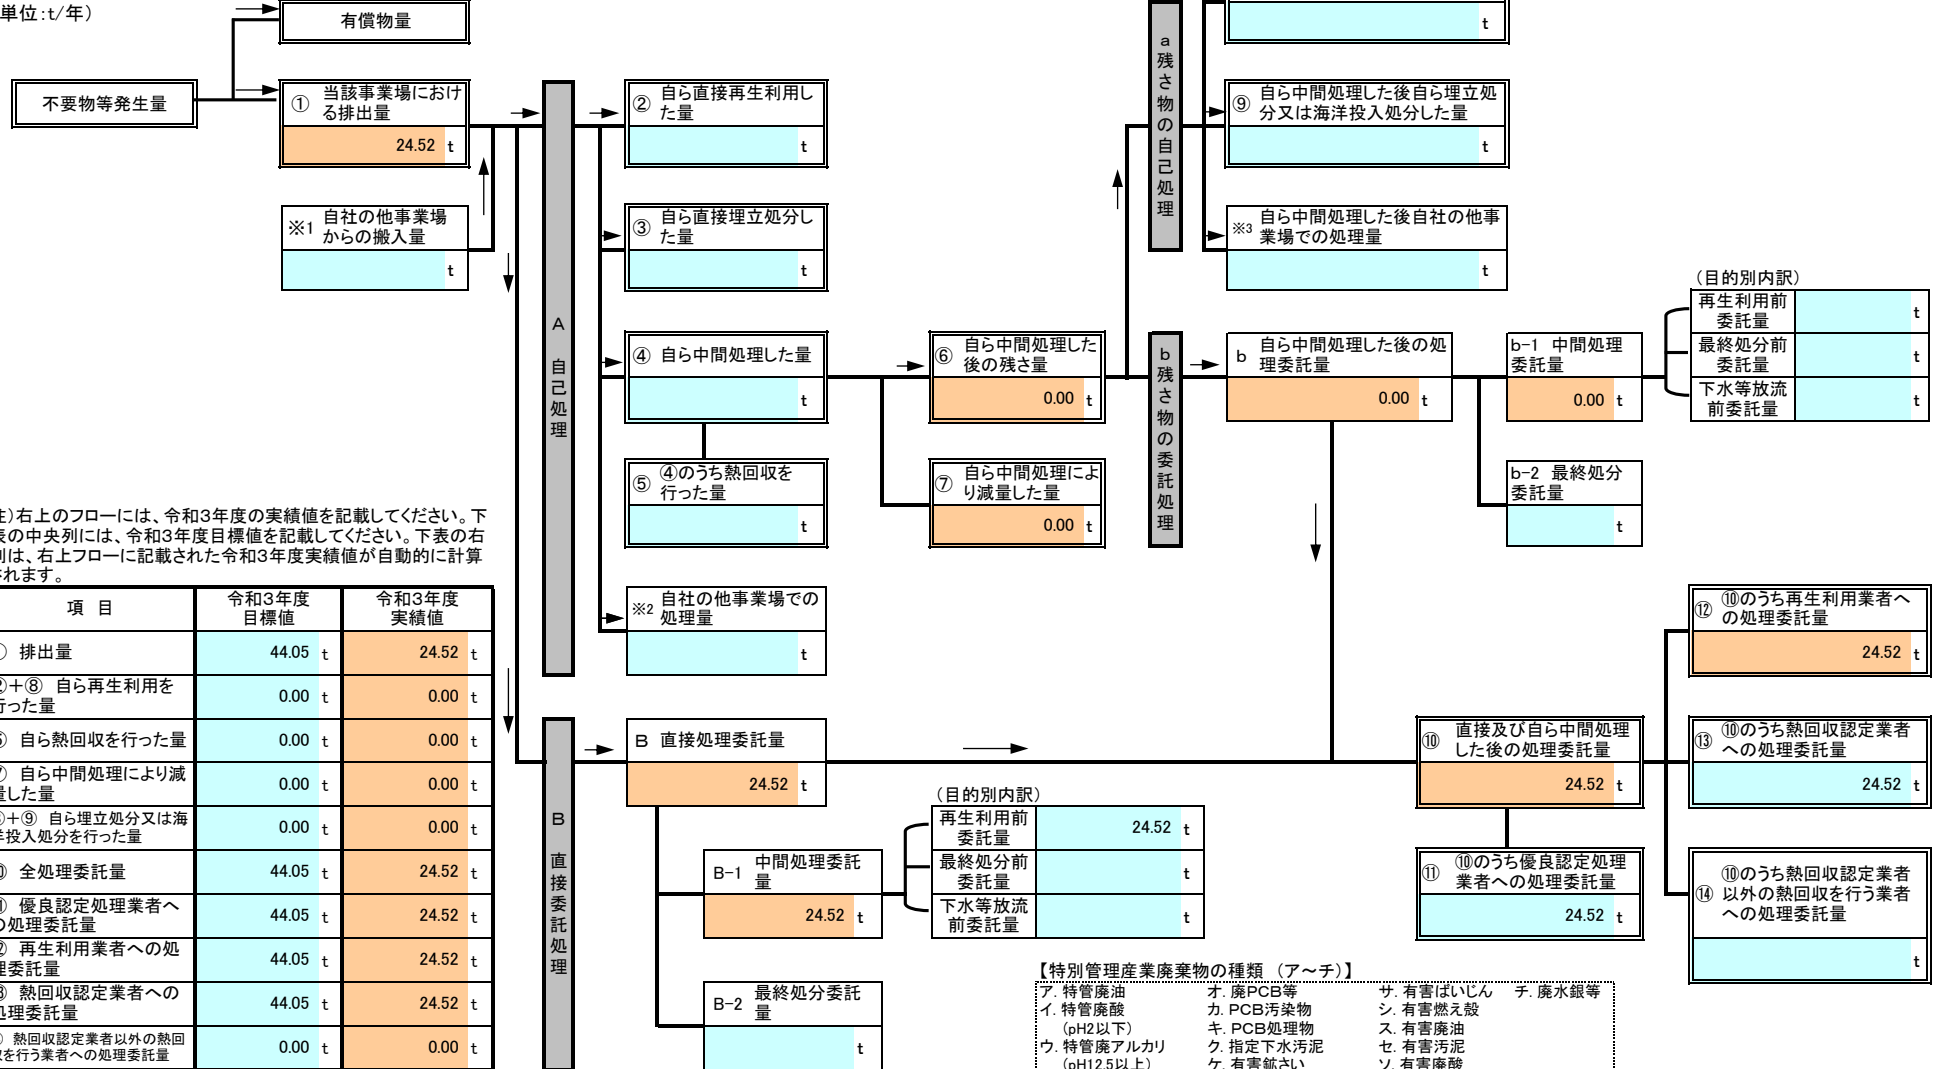 単位:t/年）
有償物量
不要物等発生量
① 当該事業場におけ
る排出量
24.52 t
※1 自社の他事業場
からの搬入量
t
A 自己処理
② 自ら直接再生利用し
た量
t
③ 自ら直接埋立処分し
た量
t
④ 自ら中間処理した量
t
⑤ ④のうち熱回収を
行った量
t
※2 自社の他事業場での
処理量
t
⑥ 自ら中間処理した
後の残さ量
0.00 t
⑦ 自ら中間処理によ
り減量した量
0.00 t
a残さ物の自己処理
t
⑨ 自ら中間処理した後自ら埋立処
分又は海洋投入処分した量
t
※3 自ら中間処理した後自社の他事
業場での処理量
t
b残さ物の委託処理
b 自ら中間処理した後の処
理委託量
0.00 t
b-1 中間処理
委託量
0.00 t
b-2 最終処分
委託量
t
（目的別内訳）
再生利用前
委託量
t
最終処分前
委託量
t
下水等放流
前委託量
t
)右上のフローには、令和3年度の実績値を記載してください。下
表の中央列には、令和3年度目標値を記載してください。下表の右
列は、右上フローに記載された令和3年度実績値が自動的に計算
されます。
項 目 令和3年度 目標値 令和3年度 実績値
排出量 44.05 t 24.52 t
②+⑧ 自ら再生利用を
行った量 0.00 t 0.00 t
⑤ 自ら熱回収を行った量 0.00 t 0.00 t
⑦ 自ら中間処理により減
量した量 0.00 t 0.00 t
③+⑨ 自ら埋立処分又は海
洋投入処分を行った量 0.00 t 0.00 t
⑩ 全処理委託量 44.05 t 24.52 t
⑪ 優良認定処理業者へ
の処理委託量 44.05 t 24.52 t
⑫ 再生利用業者への処
理委託量 44.05 t 24.52 t
⑬ 熱回収認定業者への
処理委託量 44.05 t 24.52 t
熱回収認定業者以外の熱回
収を行う業者への処理委託量 0.00 t 0.00 t
B 直接委託処理
B 直接処理委託量
24.52 t
B-1 中間処理委託
量
24.52 t
B-2 最終処分委託
量
t
（目的別内訳）
再生利用前
委託量
24.52 t
最終処分前
委託量
t
下水等放流
前委託量
t
⑩ 直接及び自ら中間処理
した後の処理委託量
24.52 t
⑪ ⑩のうち優良認定処理
業者への処理委託量
24.52 t
⑫ ⑩のうち再生利用業者へ
の処理委託量
24.52 t
⑬ ⑩のうち熱回収認定業者
への処理委託量
24.52 t
⑭ ⑩のうち熱回収認定業者
以外の熱回収を行う業者
への処理委託量
t
【特別管理産業廃棄物の種類 （ア～チ）】
ア. 特管廃油 オ. 廃PCB等 サ. 有害ばいじん チ. 廃水銀等
イ. 特管廃酸 カ. PCB汚染物 シ. 有害燃え殻
（pH2以下） キ. PCB処理物 ス. 有害廃油
ウ. 特管廃アルカリ ク. 指定下水汚泥 セ. 有害汚泥
（pH12.5以上） ケ. 有害鉱さい ソ. 有害廃酸